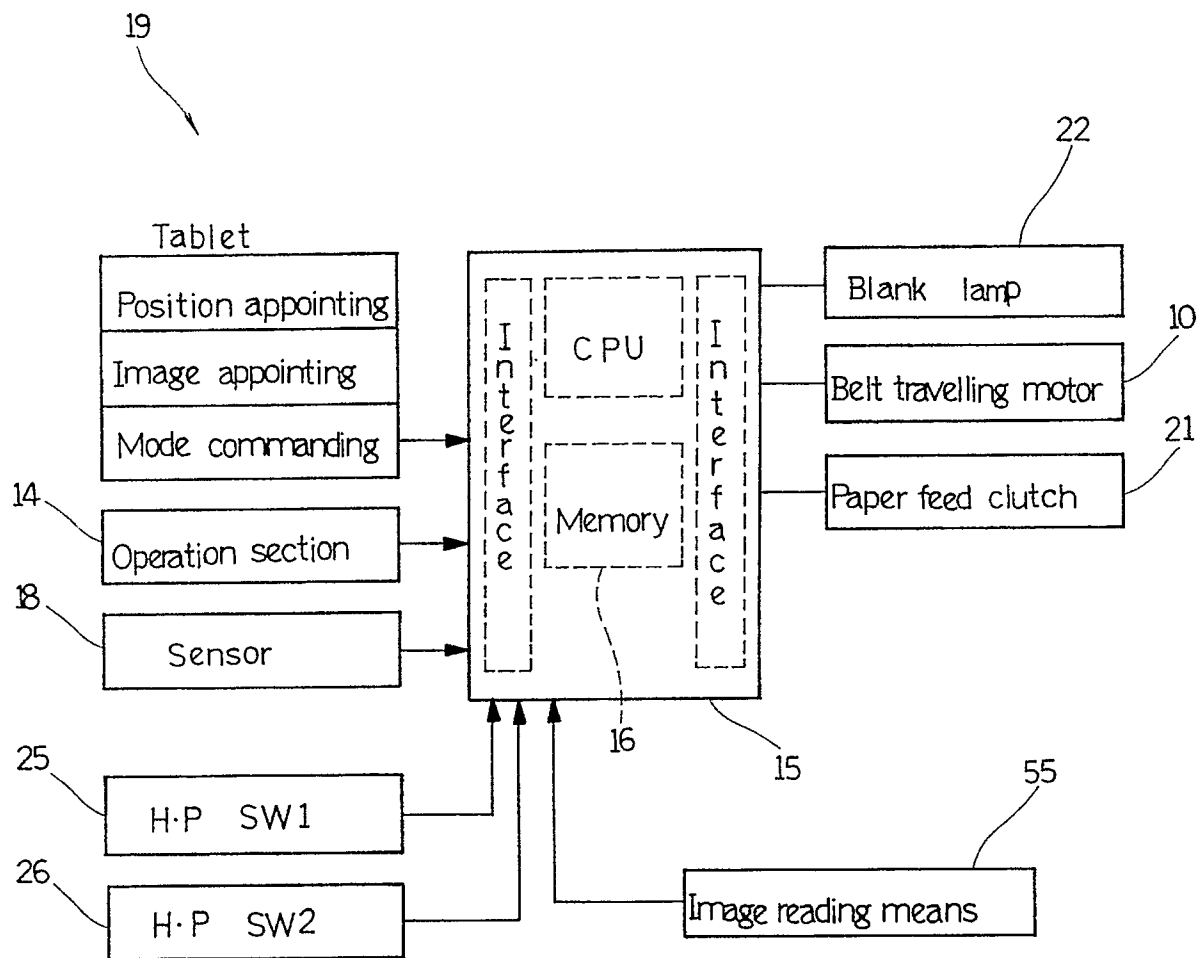 19
22
Tablet
Position appointing
Image appointing
Mode commanding
14
Operation section
18
Sensor
25
H·P SW1
26
H·P SW2
Interface
CPU
Memory
Interface
16
15
Blank lamp
10
Belt travelling motor
21
Paper feed clutch
55
Image reading means